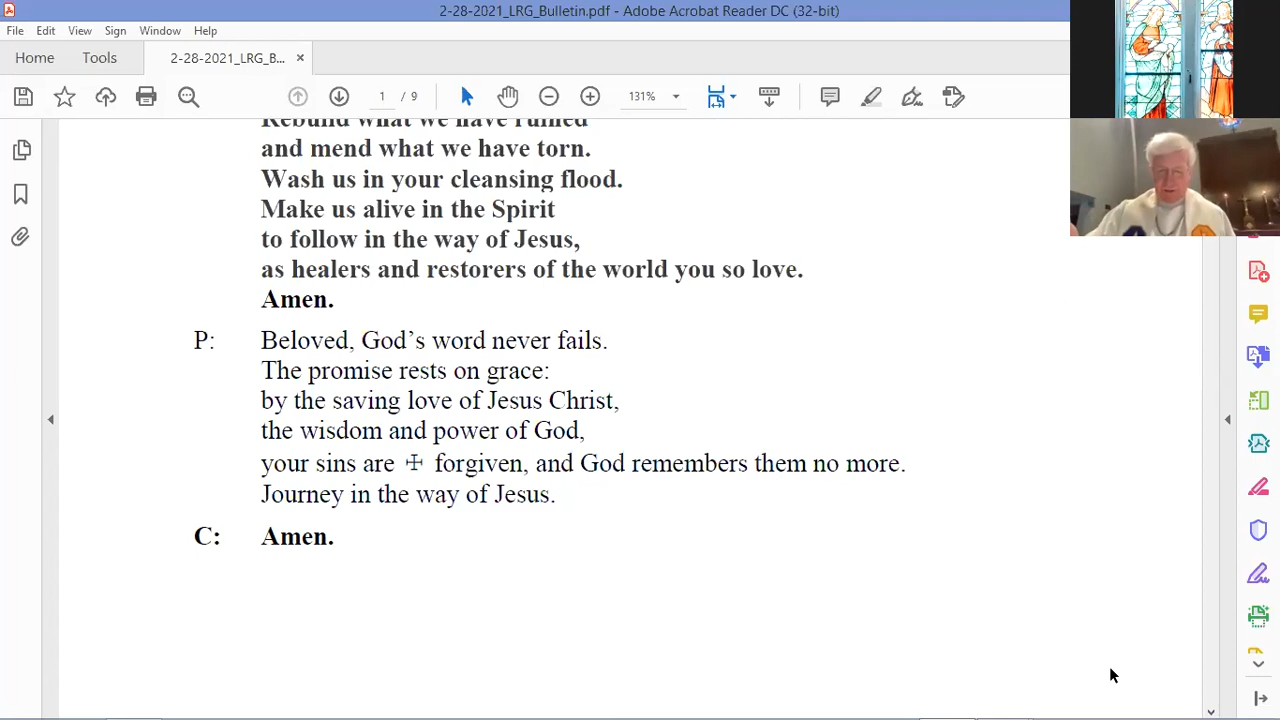 2-28-2021_LRG_Bulletin.pdf - Adobe Acrobat Reader DC (32-bit)
File Edit View Sign Window Help
Home Tools 2-28-2021_LRG_B... ×
1 / 9 131%
Rebuild what we have ruined
and mend what we have torn.
Wash us in your cleansing flood.
Make us alive in the Spirit
to follow in the way of Jesus,
as healers and restorers of the world you so love.
Amen.
P: Beloved, God’s word never fails.
The promise rests on grace:
by the saving love of Jesus Christ,
the wisdom and power of God,
your sins are ☩ forgiven, and God remembers them no more.
Journey in the way of Jesus.
C: Amen.